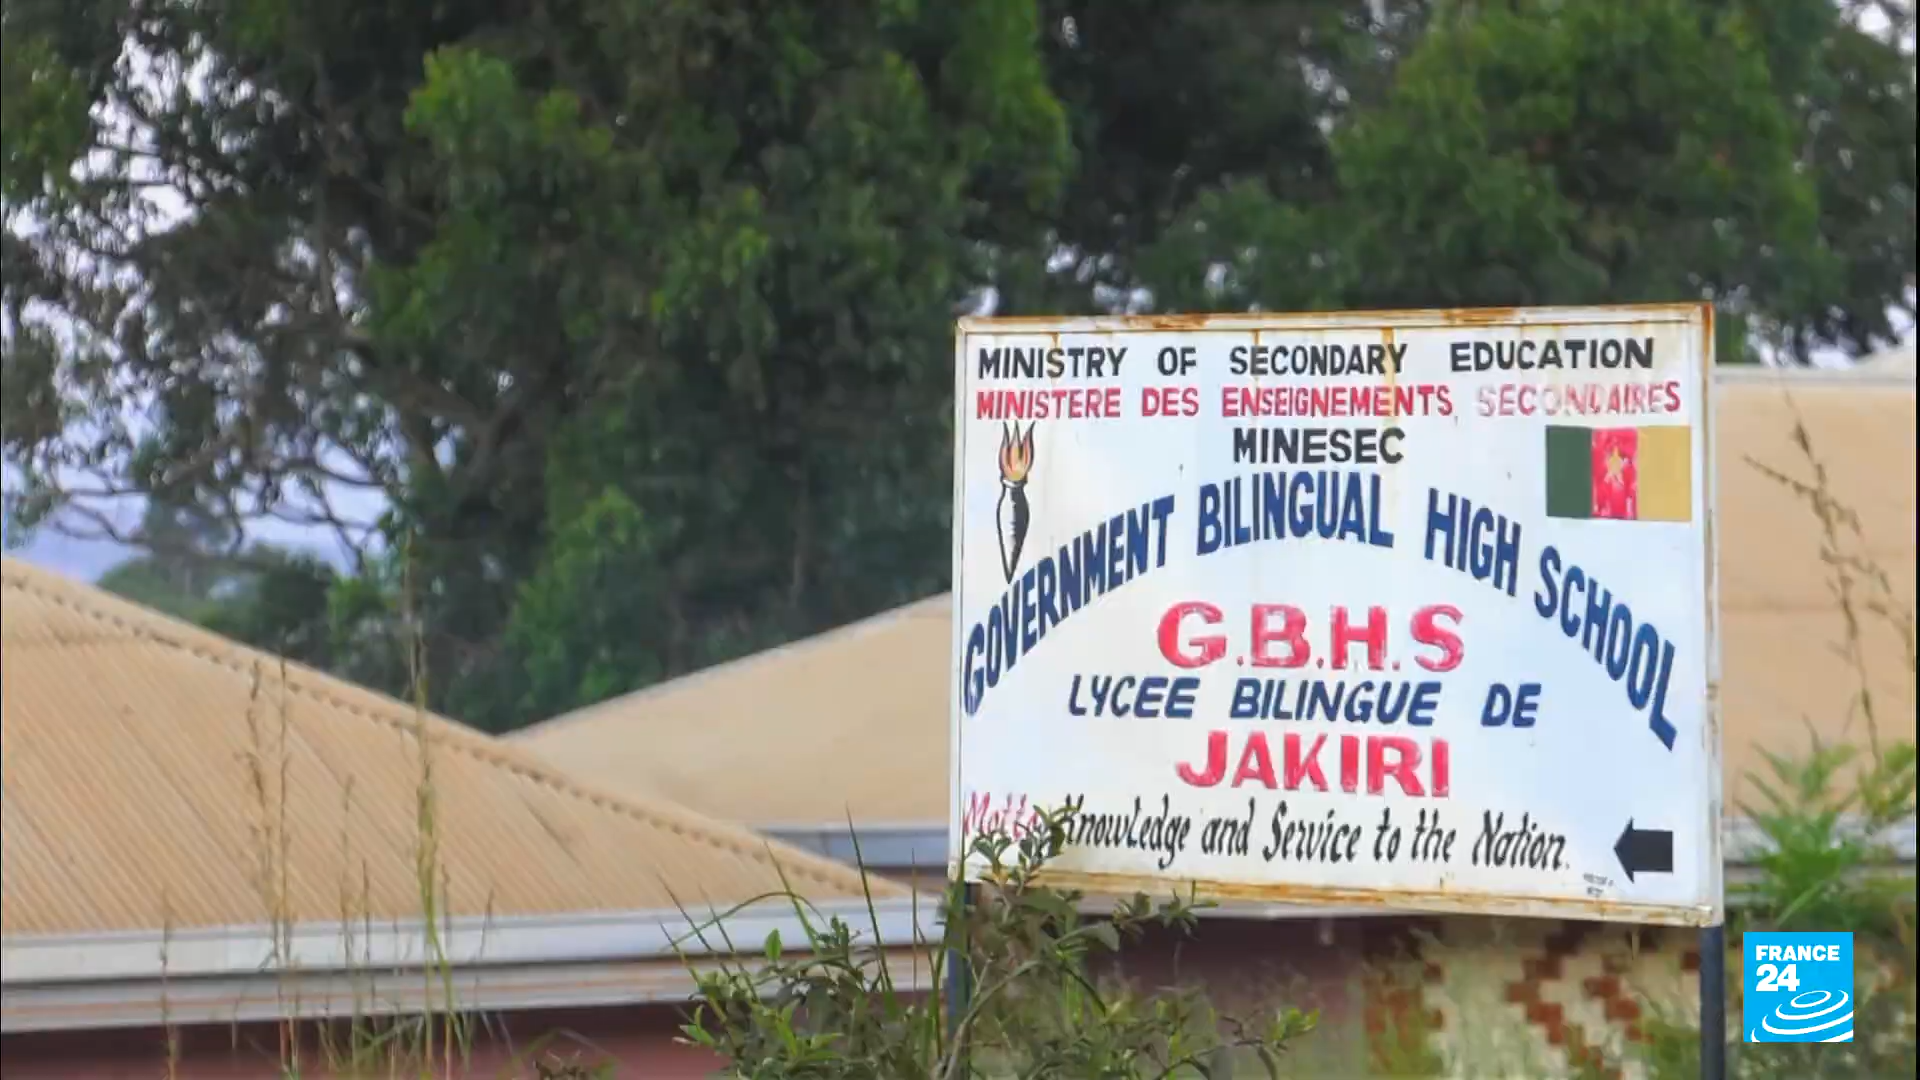 MINISTRY OF SECONDARY EDUCATION
MINISTERE DES ENSEIGNEMENTS SECONDAIRES
MINESEC
GOVERNMENT BILINGUAL HIGH SCHOOL
G.B.H.S
LYCEE BILINGUE DE
JAKIRI
Motto Knowledge and Service to the Nation.
FRANCE
24